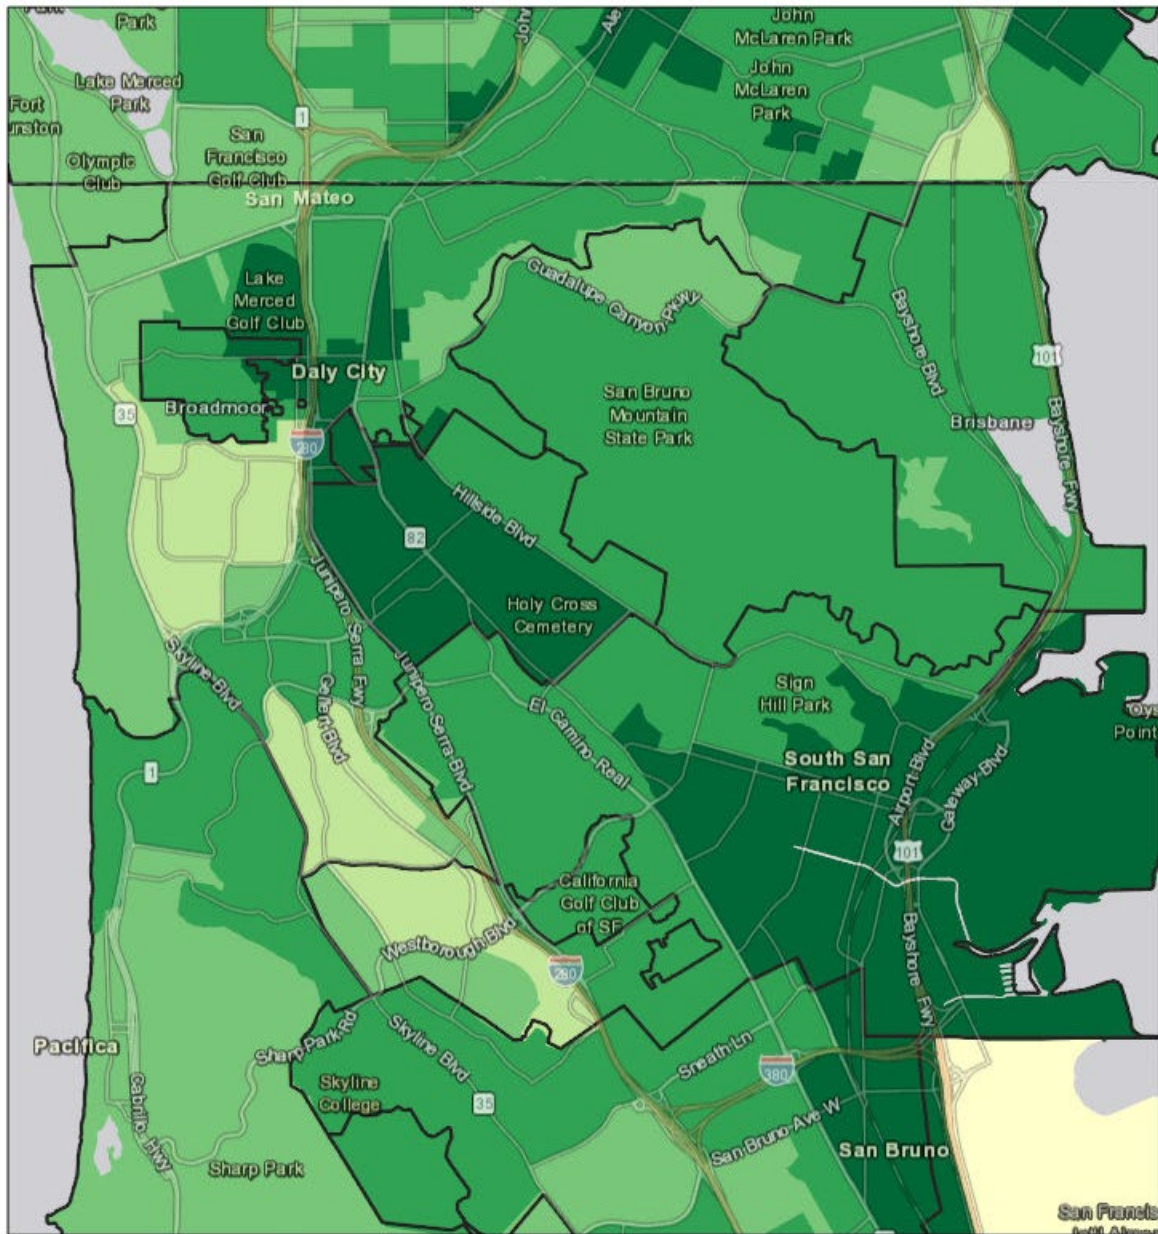 Park
Park
John
McLaren Park
Lake Merced
Park
John
McLaren
Park
Fort
unston
1
San
Francisco
Golf Club
Olympic
Club
San Mateo
Lake
Merced
Golf Club
Guadalupe Canyon Pkwy
Bayshore Blvd
101
Daly City
San Bruno
Mountain
State Park
35
Broadmoor
Brisbane
Bayshore Fwy
280
Hillside Blvd
82
Junipero Serra Fwy
Holy Cross
Cemetery
Skyline Blvd
Gellert Blvd
Junipero Serra Blvd
El Camino Real
Sign
Hill Park
Oys
Point
1
South San
Francisco
Airport Blvd
Gateway Blvd
101
California
Golf Club
of SF
Westborough Blvd
280
Bayshore Fwy
Pacifica
Sharp Park Rd
Skyline Blvd
Sneath Ln
380
Skyline
College
35
Cabrillo Hwy
San Bruno Ave W
San Bruno
Sharp Park
San Francis